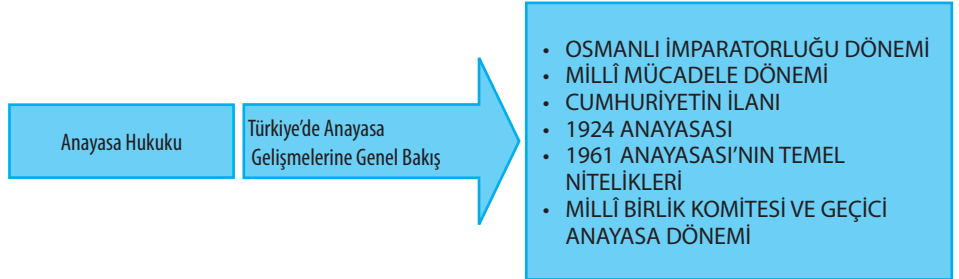 Anayasa Hukuku
Türkiye’de Anayasa
Gelişmelerine Genel Bakış
• OSMANLI İMPARATORLUĞU DÖNEMİ
• MİLLÎ MÜCADELE DÖNEMİ
• CUMHURİYETİN İLANI
• 1924 ANAYASASI
• 1961 ANAYASASI’NIN TEMEL
NİTELİKLERİ
• MİLLÎ BİRLİK KOMİTESİ VE GEÇİCİ
ANAYASA DÖNEMİ